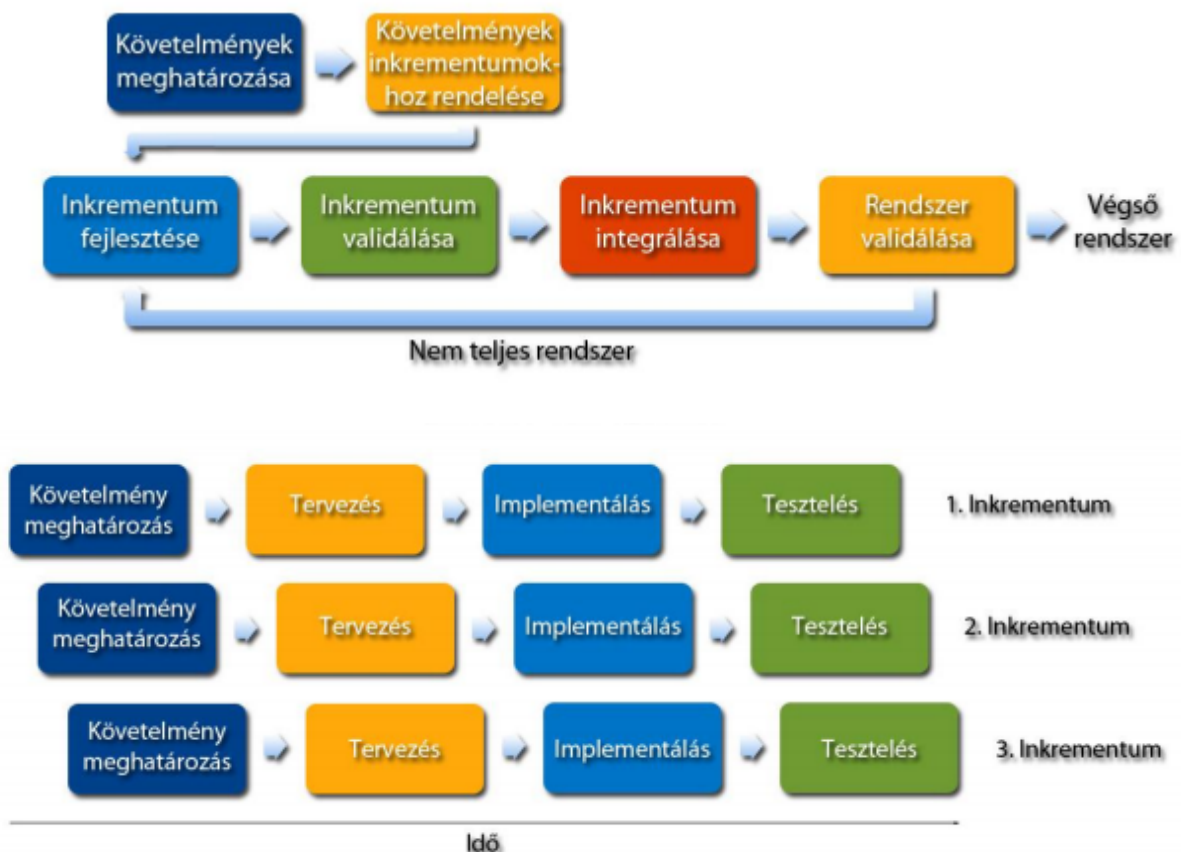 Követelmények
meghatározása
Követelmények
inkrementumok-
hoz rendelése
Inkrementum
fejlesztése
Inkrementum
validálása
Inkrementum
integrálása
Rendszer
validálása
Végső
rendszer
Nem teljes rendszer
Követelmény
meghatározás
Tervezés
Implementálás
Tesztelés
1. Inkrementum
Követelmény
meghatározás
Tervezés
Implementálás
Tesztelés
2. Inkrementum
Követelmény
meghatározás
Tervezés
Implementálás
Tesztelés
3. Inkrementum
Idő